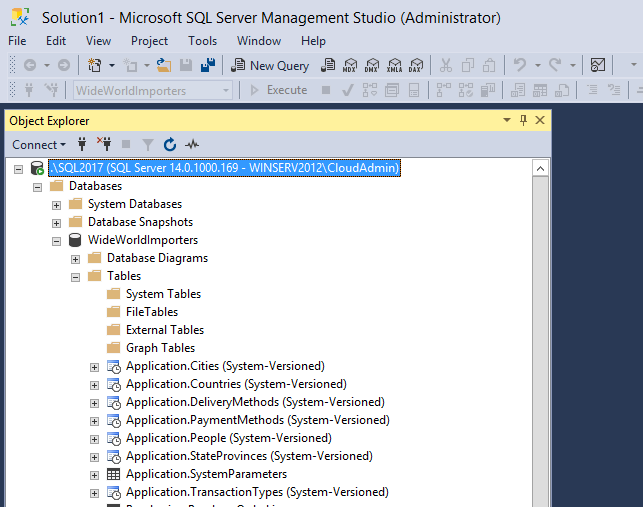 Solution1 - Microsoft SQL Server Management Studio (Administrator)
File Edit View Project Tools Window Help
New Query MDX DMX XMLA DAX
WideWorldImporters Execute
Object Explorer
Connect
.\SQL2017 (SQL Server 14.0.1000.169 - WINSERV2012\CloudAdmin)
Databases
System Databases
Database Snapshots
WideWorldImporters
Database Diagrams
Tables
System Tables
FileTables
External Tables
Graph Tables
Application.Cities (System-Versioned)
Application.Countries (System-Versioned)
Application.DeliveryMethods (System-Versioned)
Application.PaymentMethods (System-Versioned)
Application.People (System-Versioned)
Application.StateProvinces (System-Versioned)
Application.SystemParameters
Application.TransactionTypes (System-Versioned)